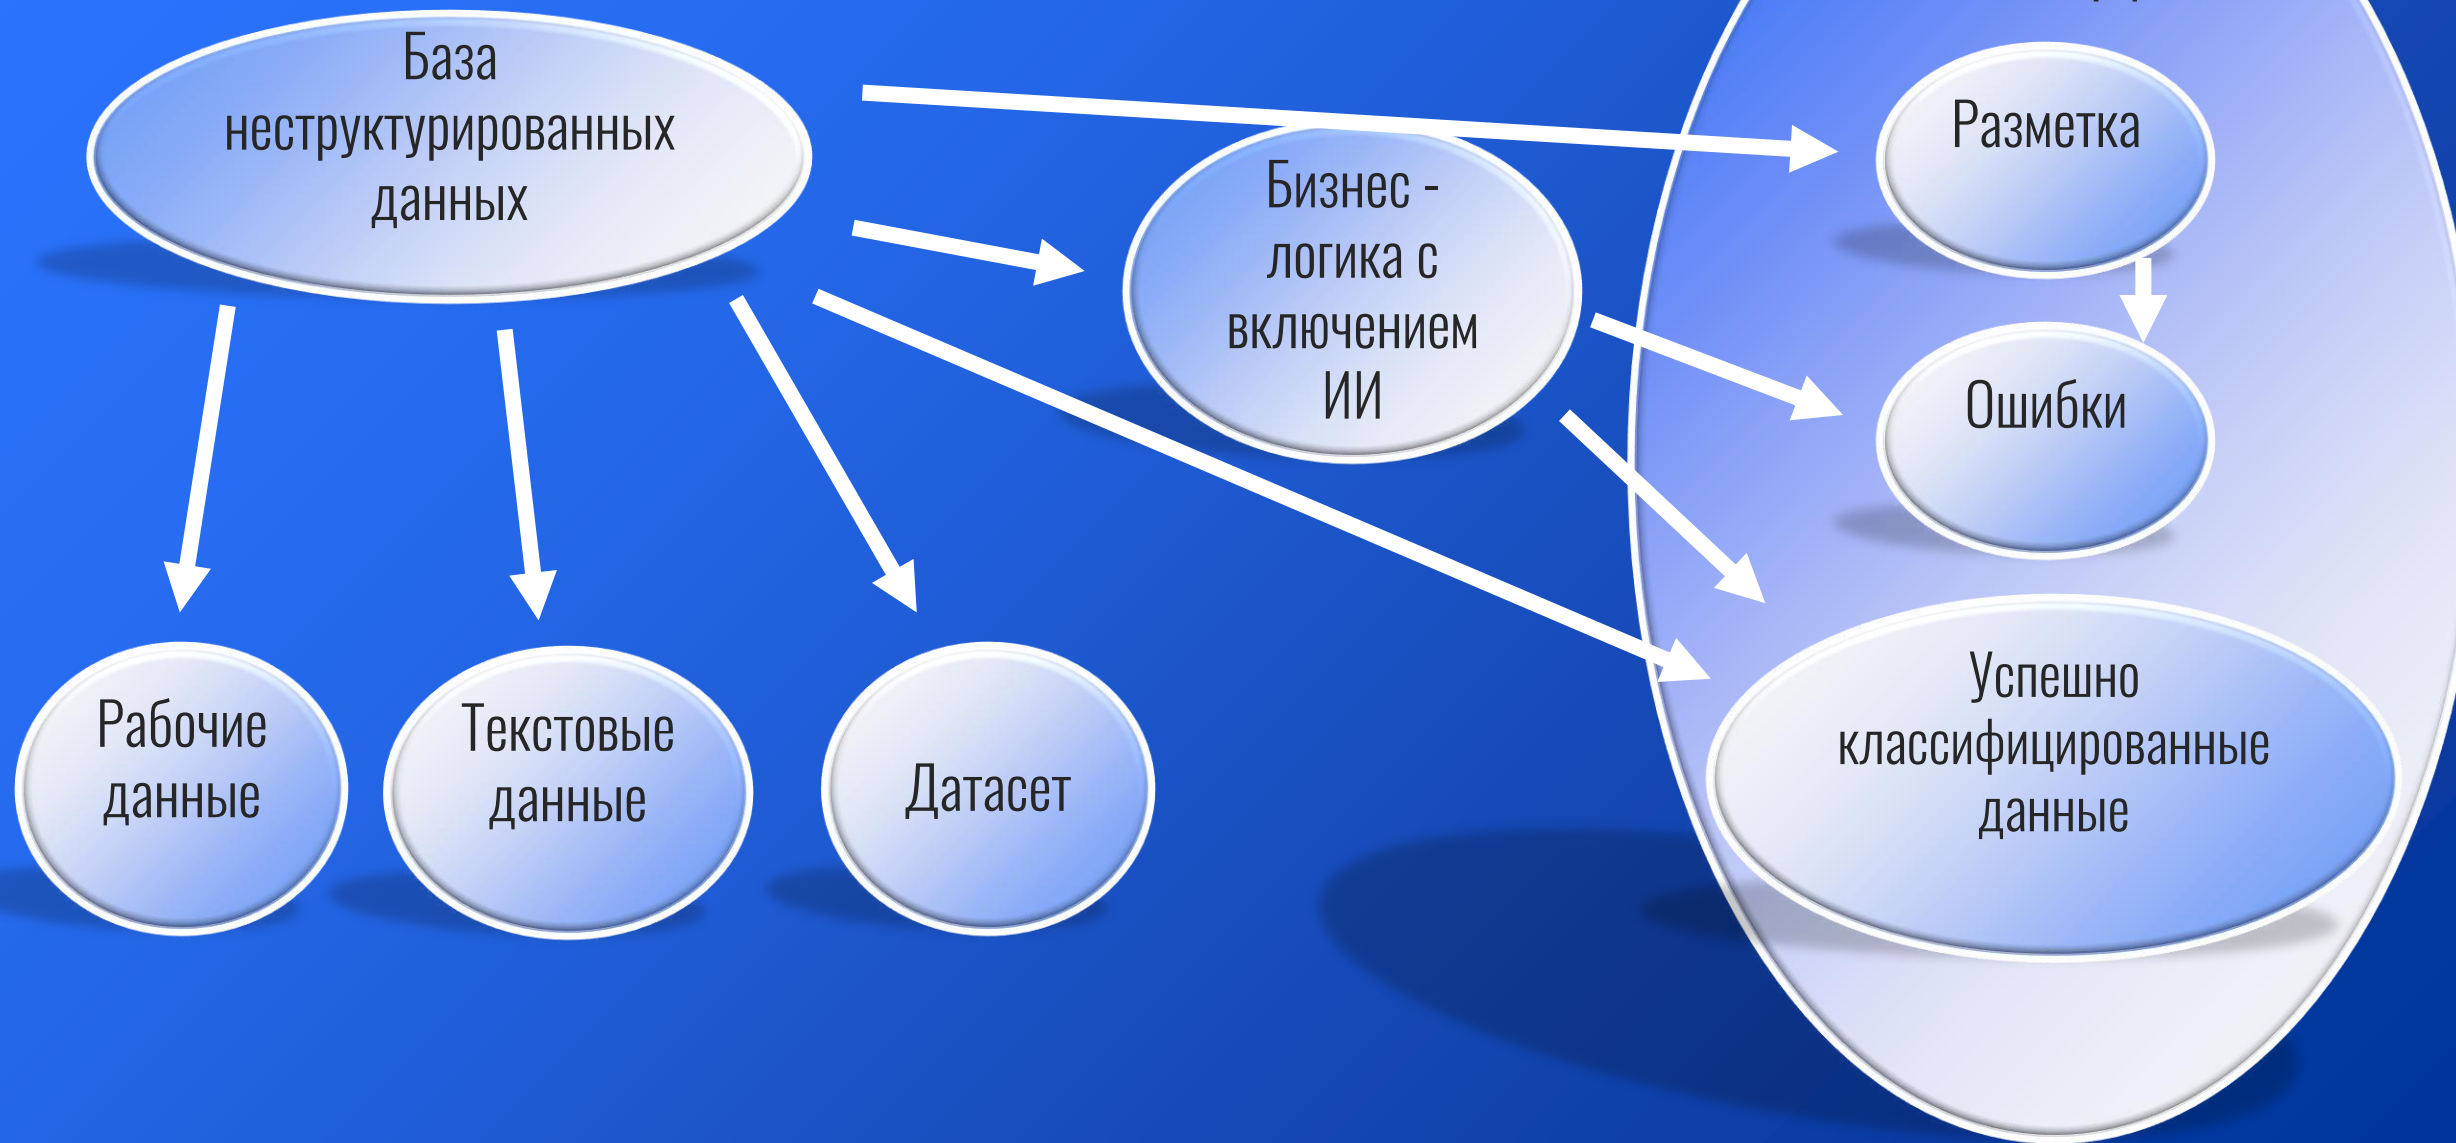 База
неструктурированных
данных
Бизнес -
логика с
включением
ИИ
Разметка
Ошибки
Успешно
классифицированные
данные
Рабочие
данные
Текстовые
данные
Датасет